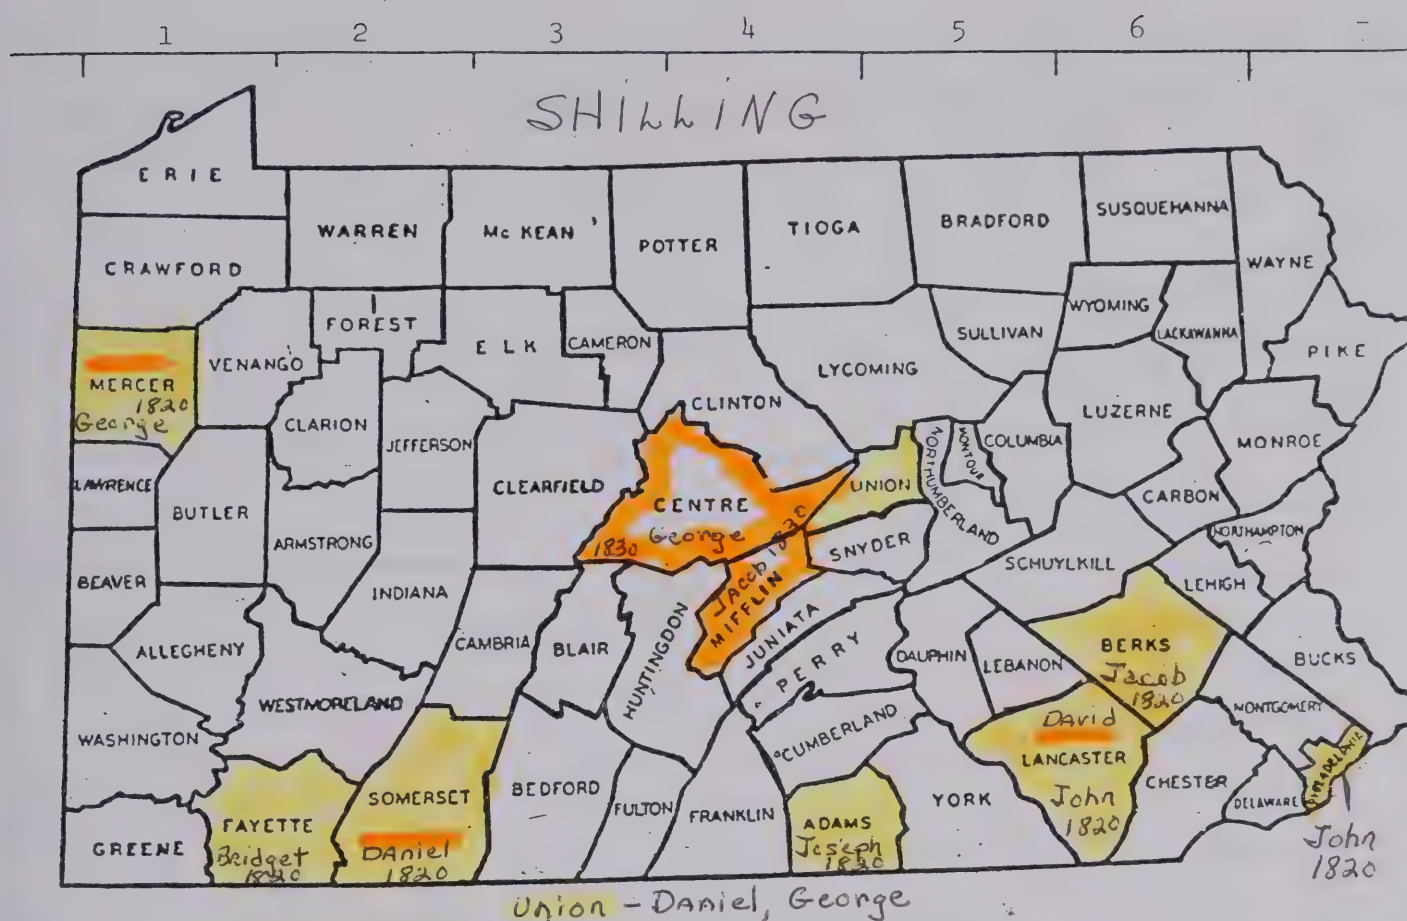 1 2 3 4 5 6
SHILLING
ERIE
CRAWFORD
WARREN
Mc KEAN
POTTER
TIOGA
BRADFORD
SUSQUEHANNA
WAYNE
FOREST
VENANGO
MERCER
1820
George
ELK
CAMERON
CLINTON
LYCOMING
SULLIVAN
WYOMING
LACKAWANNA
PIKE
CLARION
JEFFERSON
CLEARFIELD
CENTRE
George
1830
UNION
NORTHUMBERLAND
MONTOUR
COLUMBIA
LUZERNE
MONROE
CARBON
LAWRENCE
BUTLER
ARMSTRONG
SNYDER
SCHUYLKILL
NORTHAMPTON
LEHIGH
BEAVER
INDIANA
Jacob 1820
MIFFLIN
JUNIATA
HUNTINGDON
BLAIR
CAMBRIA
ALLEGHENY
PERRY
DAUPHIN
LEBANON
BERKS
Jacob
1820
BUCKS
MONTGOMERY
WASHINGTON
WESTMORELAND
CUMBERLAND
David
LANCASTER
John
1820
CHESTER
DELAWARE
PHILADELPHIA
John
1820
GREENE
FAYETTE
Bridget
1820
SOMERSET
DANiel
1820
BEDFORD
FULTON
FRANKLIN
ADAMS
Joseph
1820
YORK
Union - DANiel, George